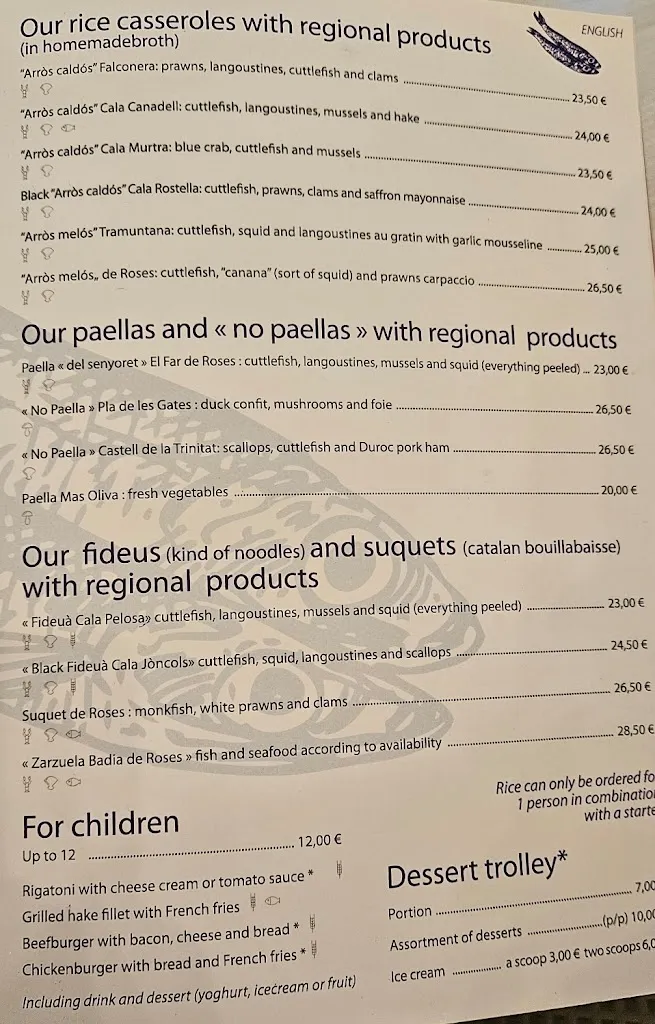 Our rice casseroles with regional products
(in homemadebroth)
ENGLISH
"Arròs caldós" Falconera: prawns, langoustines, cuttlefish and clams ........ 23,50 €
"Arròs caldós" Cala Canadell: cuttlefish, langoustines, mussels and hake ........ 24,00 €
"Arròs caldós" Cala Murtra: blue crab, cuttlefish and mussels ........ 23,50 €
Black "Arròs caldós" Cala Rostella: cuttlefish, prawns, clams and saffron mayonnaise ........ 24,00 €
"Arròs melós" Tramuntana: cuttlefish, squid and langoustines au gratin with garlic mousseline ........ 25,00 €
"Arròs melós„ de Roses: cuttlefish, "canana" (sort of squid) and prawns carpaccio ........ 26,50 €
Our paellas and « no paellas » with regional products
Paella « del senyoret » El Far de Roses : cuttlefish, langoustines, mussels and squid (everything peeled) ... 23,00 €
« No Paella » Pla de les Gates : duck confit, mushrooms and foie ........ 26,50 €
« No Paella » Castell de la Trinitat: scallops, cuttlefish and Duroc pork ham ........ 26,50 €
Paella Mas Oliva : fresh vegetables ........ 20,00 €
Our fideus (kind of noodles) and suquets (catalan bouillabaisse)
with regional products
« Fideuà Cala Pelosa» cuttlefish, langoustines, mussels and squid (everything peeled) ........ 23,00 €
« Black Fideuà Cala Jòncols» cuttlefish, squid, langoustines and scallops ........ 24,50 €
Suquet de Roses : monkfish, white prawns and clams ........ 26,50 €
« Zarzuela Badia de Roses » fish and seafood according to availability ........ 28,50 €
Rice can only be ordered fo
1 person in combinatio
with a starte
For children
Up to 12 ........ 12,00 €
Rigatoni with cheese cream or tomato sauce *
Grilled hake fillet with French fries
Beefburger with bacon, cheese and bread *
Chickenburger with bread and French fries *
Including drink and dessert (yoghurt, icecream or fruit)
Dessert trolley*
Portion ........ 7,00
Assortment of desserts ........ (p/p) 10,0
Ice cream ........ a scoop 3,00 € two scoops 6,0